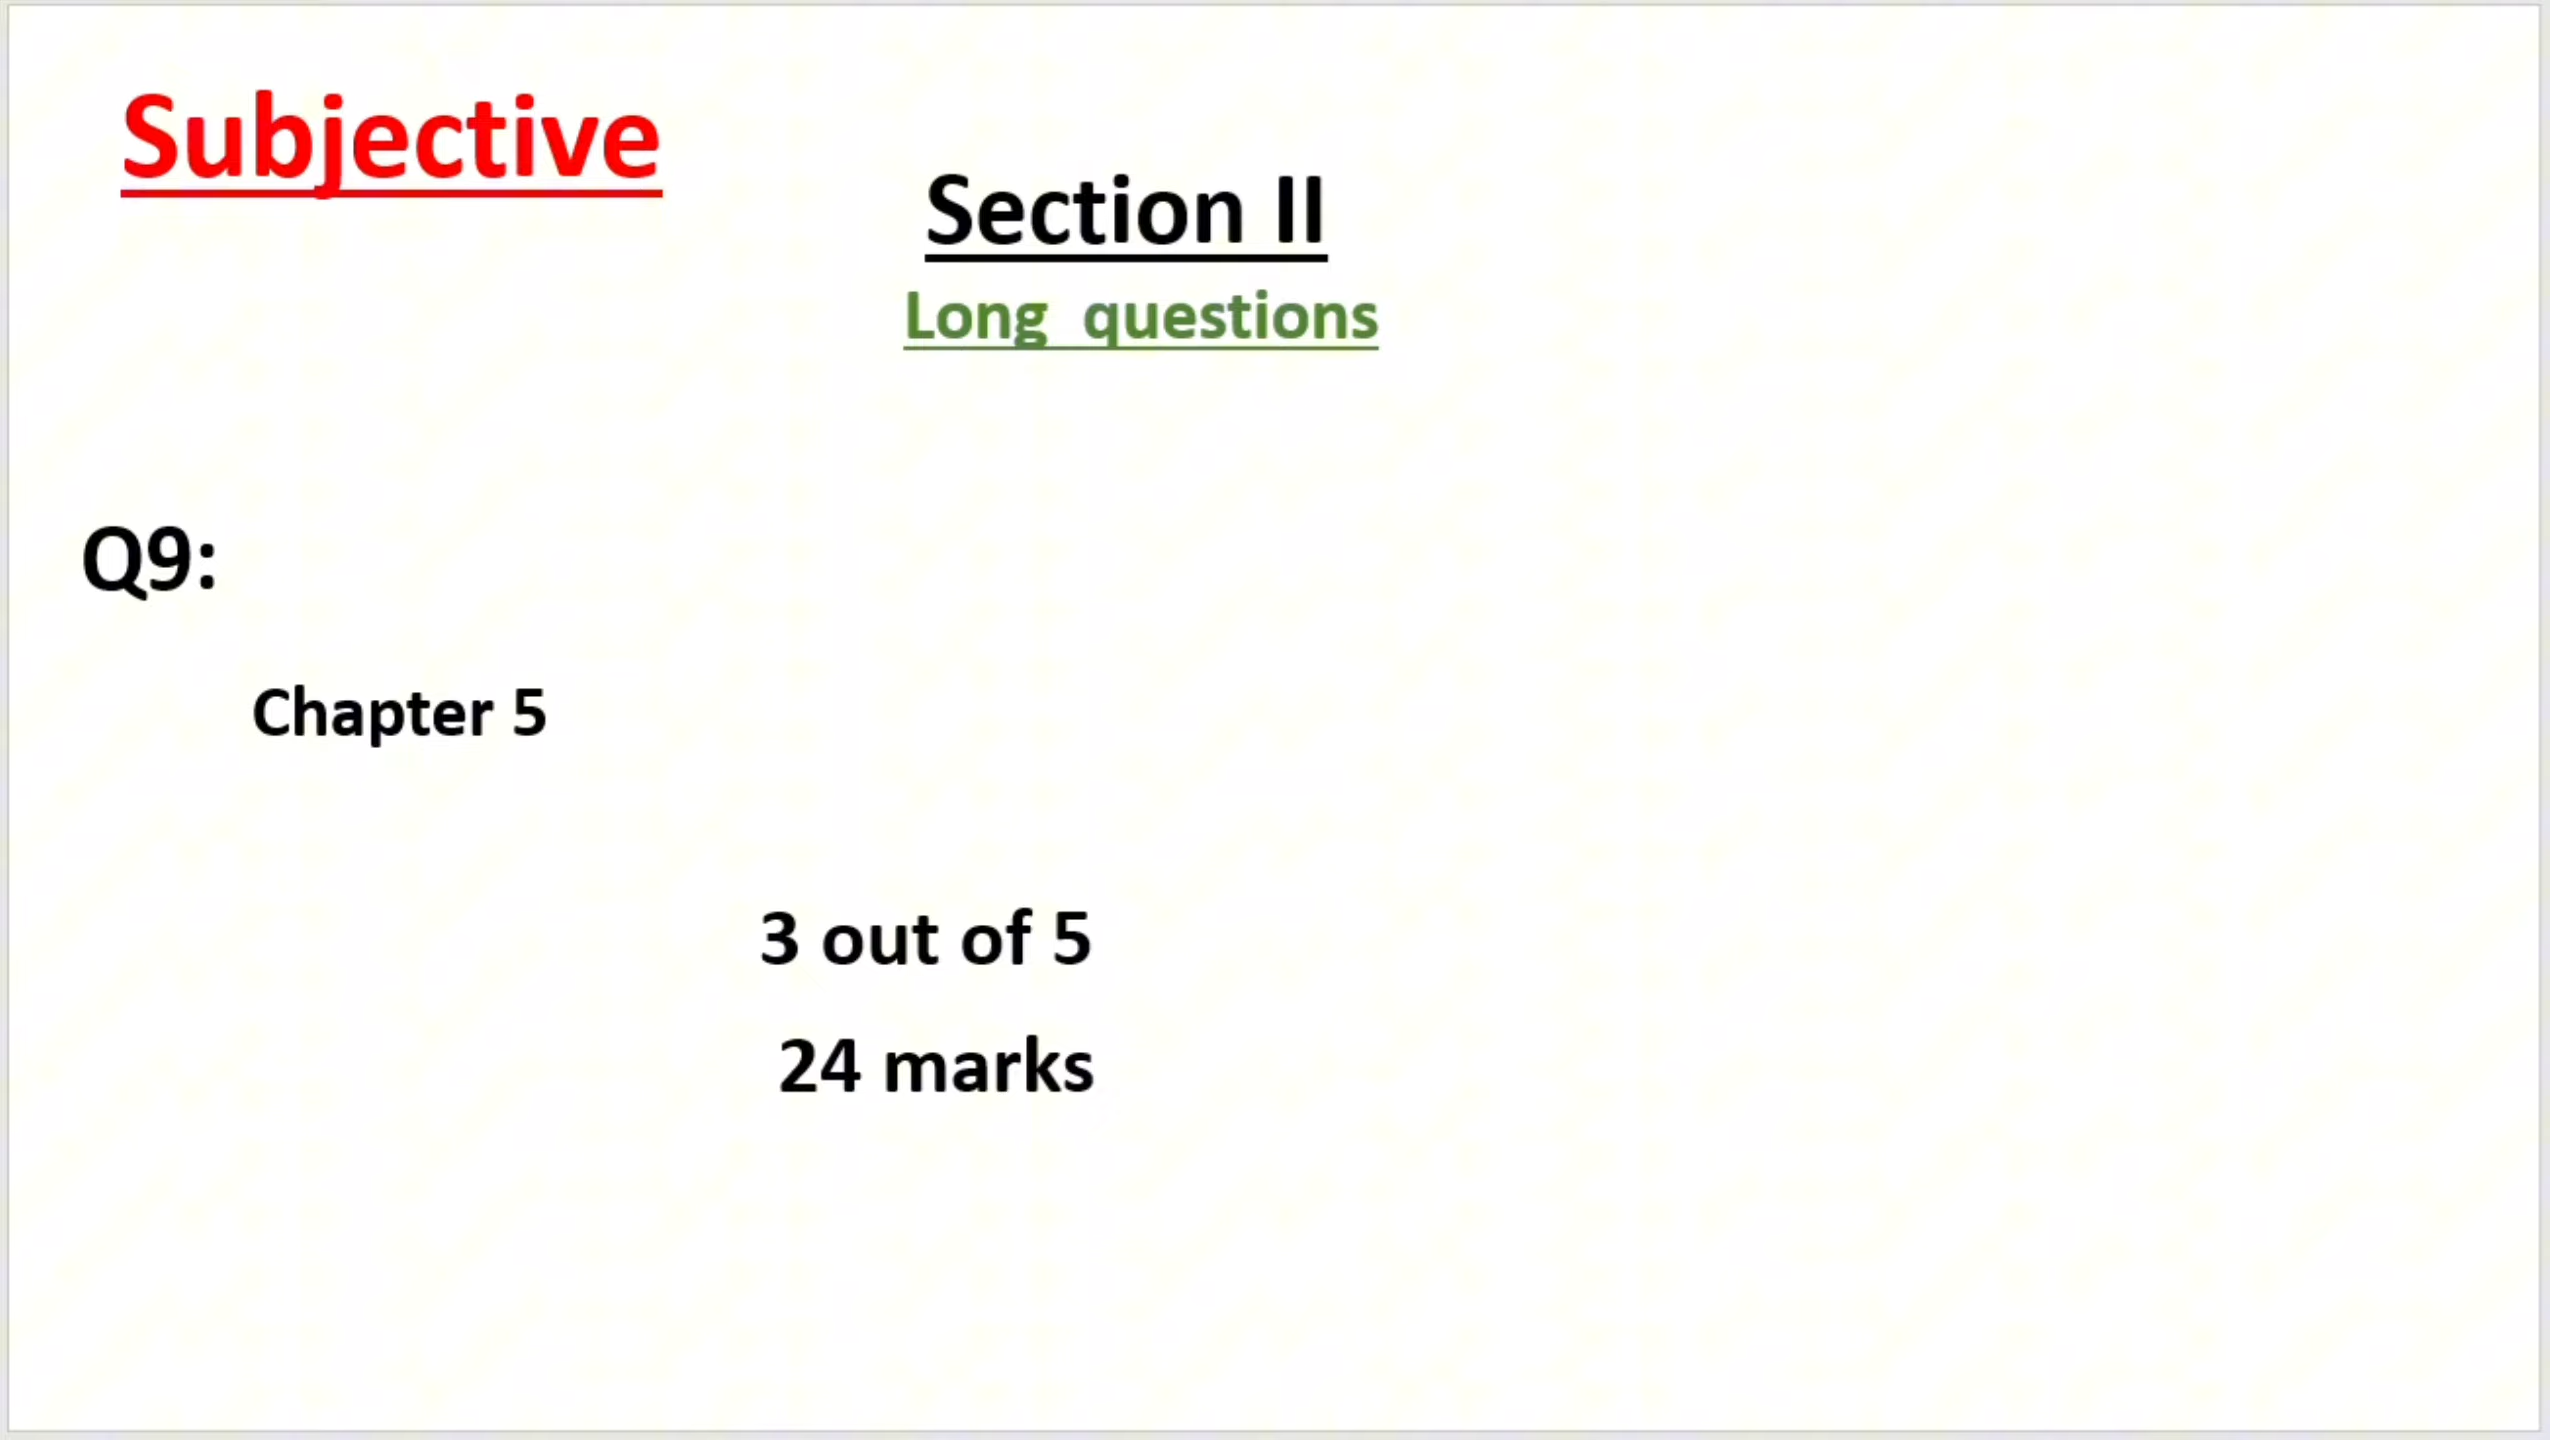 Subjective
Section II
Long questions
Q9:
Chapter 5
3 out of 5
24 marks